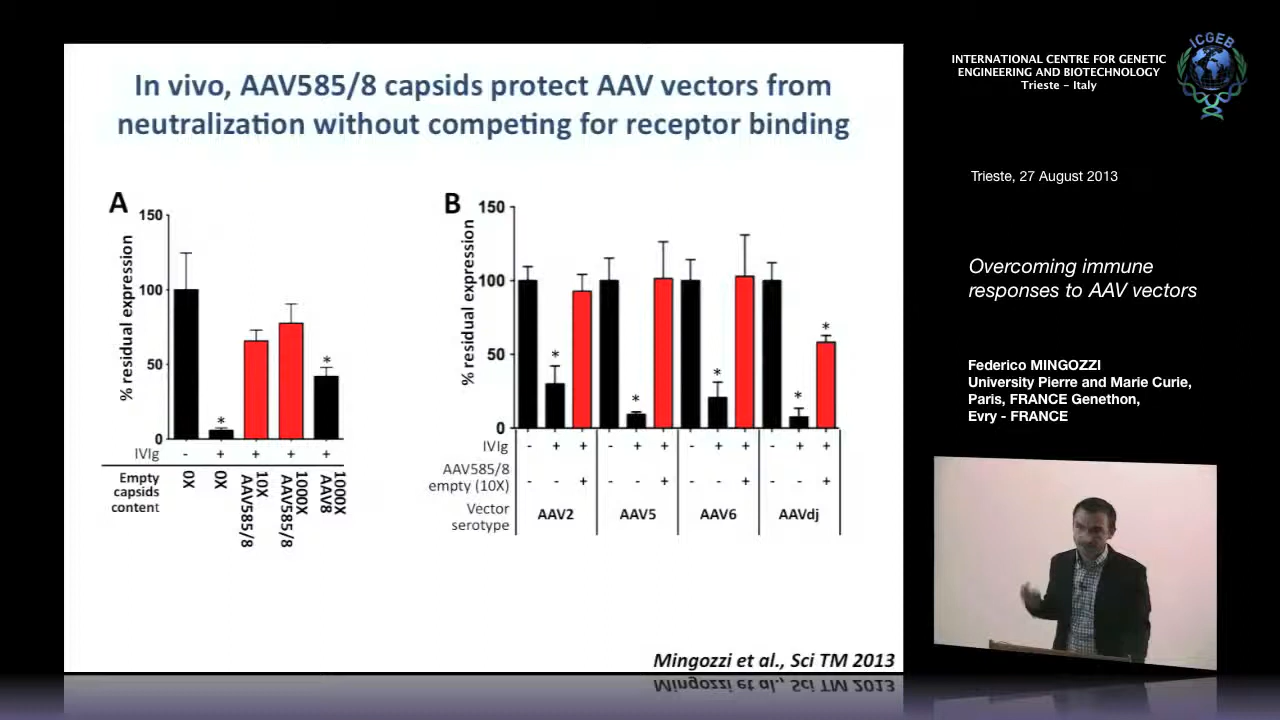 In vivo, AAV585/8 capsids protect AAV vectors from
neutralization without competing for receptor binding
A
% residual expression
150
100
50
0
*
*
IVIg - + + + +
Empty
capsids
content
0X
0X
10X
AAV585/8
1000X
AAV585/8
1000X
AAV8
B
% residual expression
150
100
50
0
*
*
*
*
*
IVIg - + + - + + - + + - + +
AAV585/8
empty (10X)
- - + - - + - - + - - +
Vector
serotype
AAV2 AAV5 AAV6 AAVdj
Mingozzi et al., Sci TM 2013
INTERNATIONAL CENTRE FOR GENETIC
ENGINEERING AND BIOTECHNOLOGY
Trieste - Italy
ICGEB
Trieste, 27 August 2013
Overcoming immune
responses to AAV vectors
Federico MINGOZZI
University Pierre and Marie Curie,
Paris, FRANCE Genethon,
Evry - FRANCE